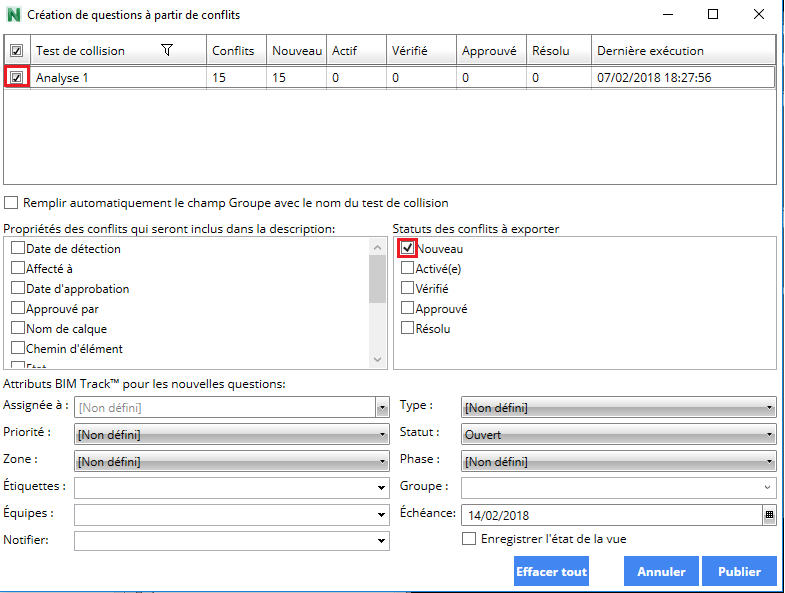 Création de questions à partir de conflits
Test de collision Conflits Nouveau Actif Vérifié Approuvé Résolu Dernière exécution
Analyse 1 15 15 0 0 0 0 07/02/2018 18:27:56
Remplir automatiquement le champ Groupe avec le nom du test de collision
Propriétés des conflits qui seront inclus dans la description:
Date de détection
Affecté à
Date d'approbation
Approuvé par
Nom de calque
Chemin d'élément
Etat
Statuts des conflits à exporter
Nouveau
Activé(e)
Vérifié
Approuvé
Résolu
Attributs BIM Track™ pour les nouvelles questions:
Assignée à : [Non défini] Type : [Non défini]
Priorité : [Non défini] Statut : Ouvert
Zone : [Non défini] Phase : [Non défini]
Étiquettes : Groupe :
Équipes : Échéance: 14/02/2018
Notifier: Enregistrer l'état de la vue
Effacer tout Annuler Publier